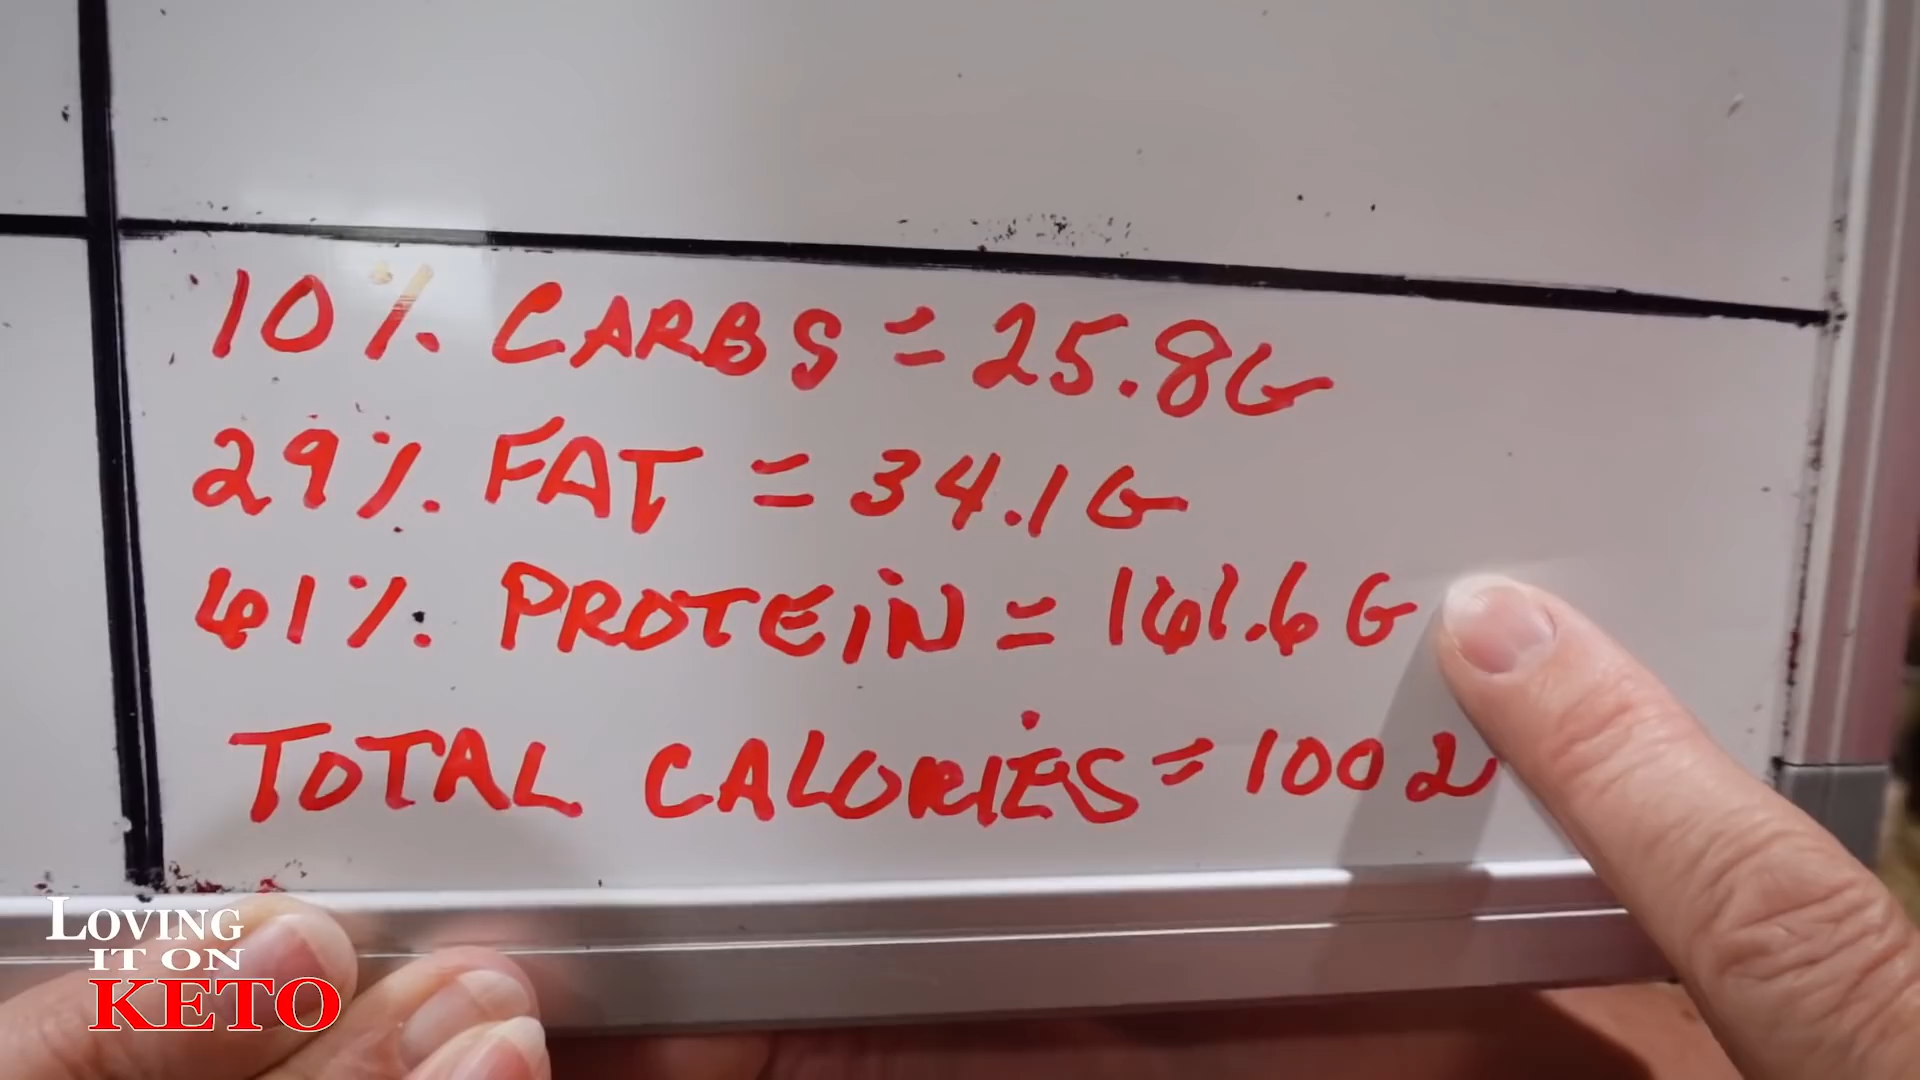 10% CARBS = 25.8G
29% FAT = 34.1G
61% PROTEIN = 161.6G
TOTAL CALORIES = 1002
LOVING
IT ON
KETO